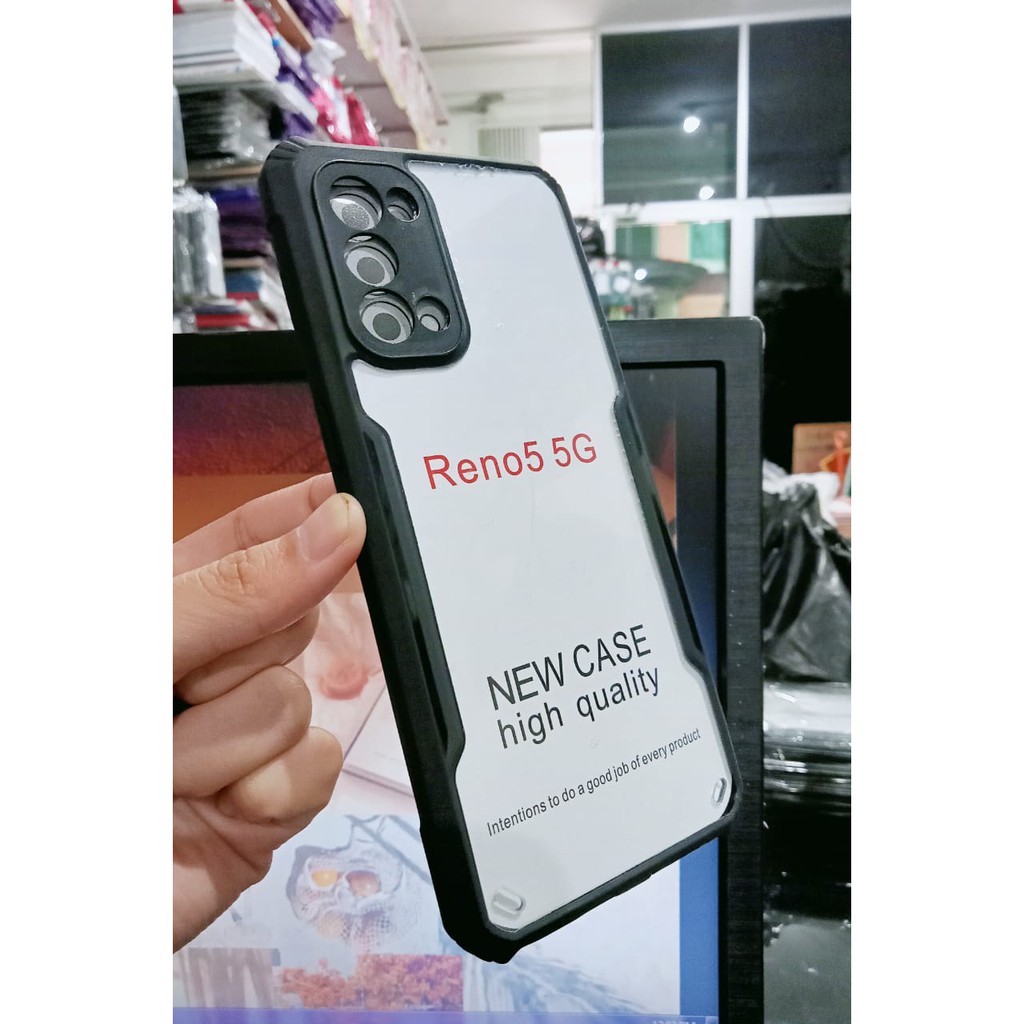 Reno5 5G
NEW CASE
high quality
Intentions to do a good job of every product